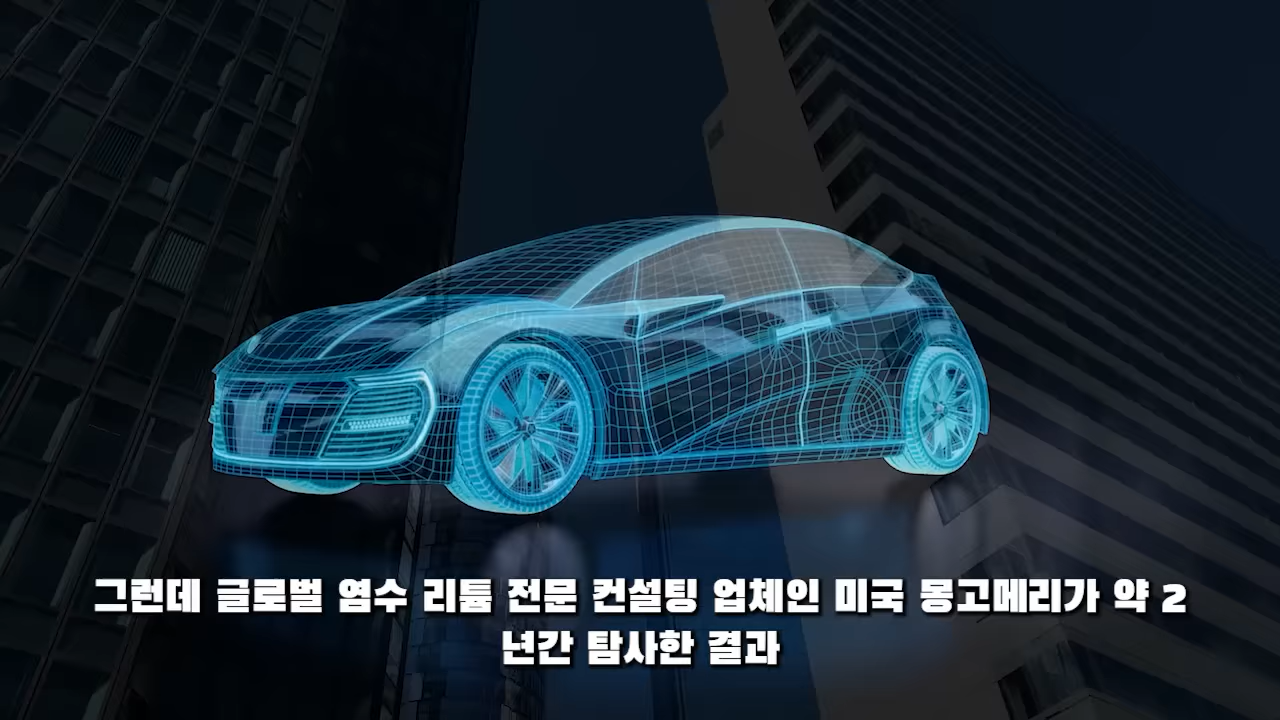 그런데 글로벌 염수 리튬 전문 컨설팅 업체인 미국 몽고메리가 약 2
년간 탐사한 결과